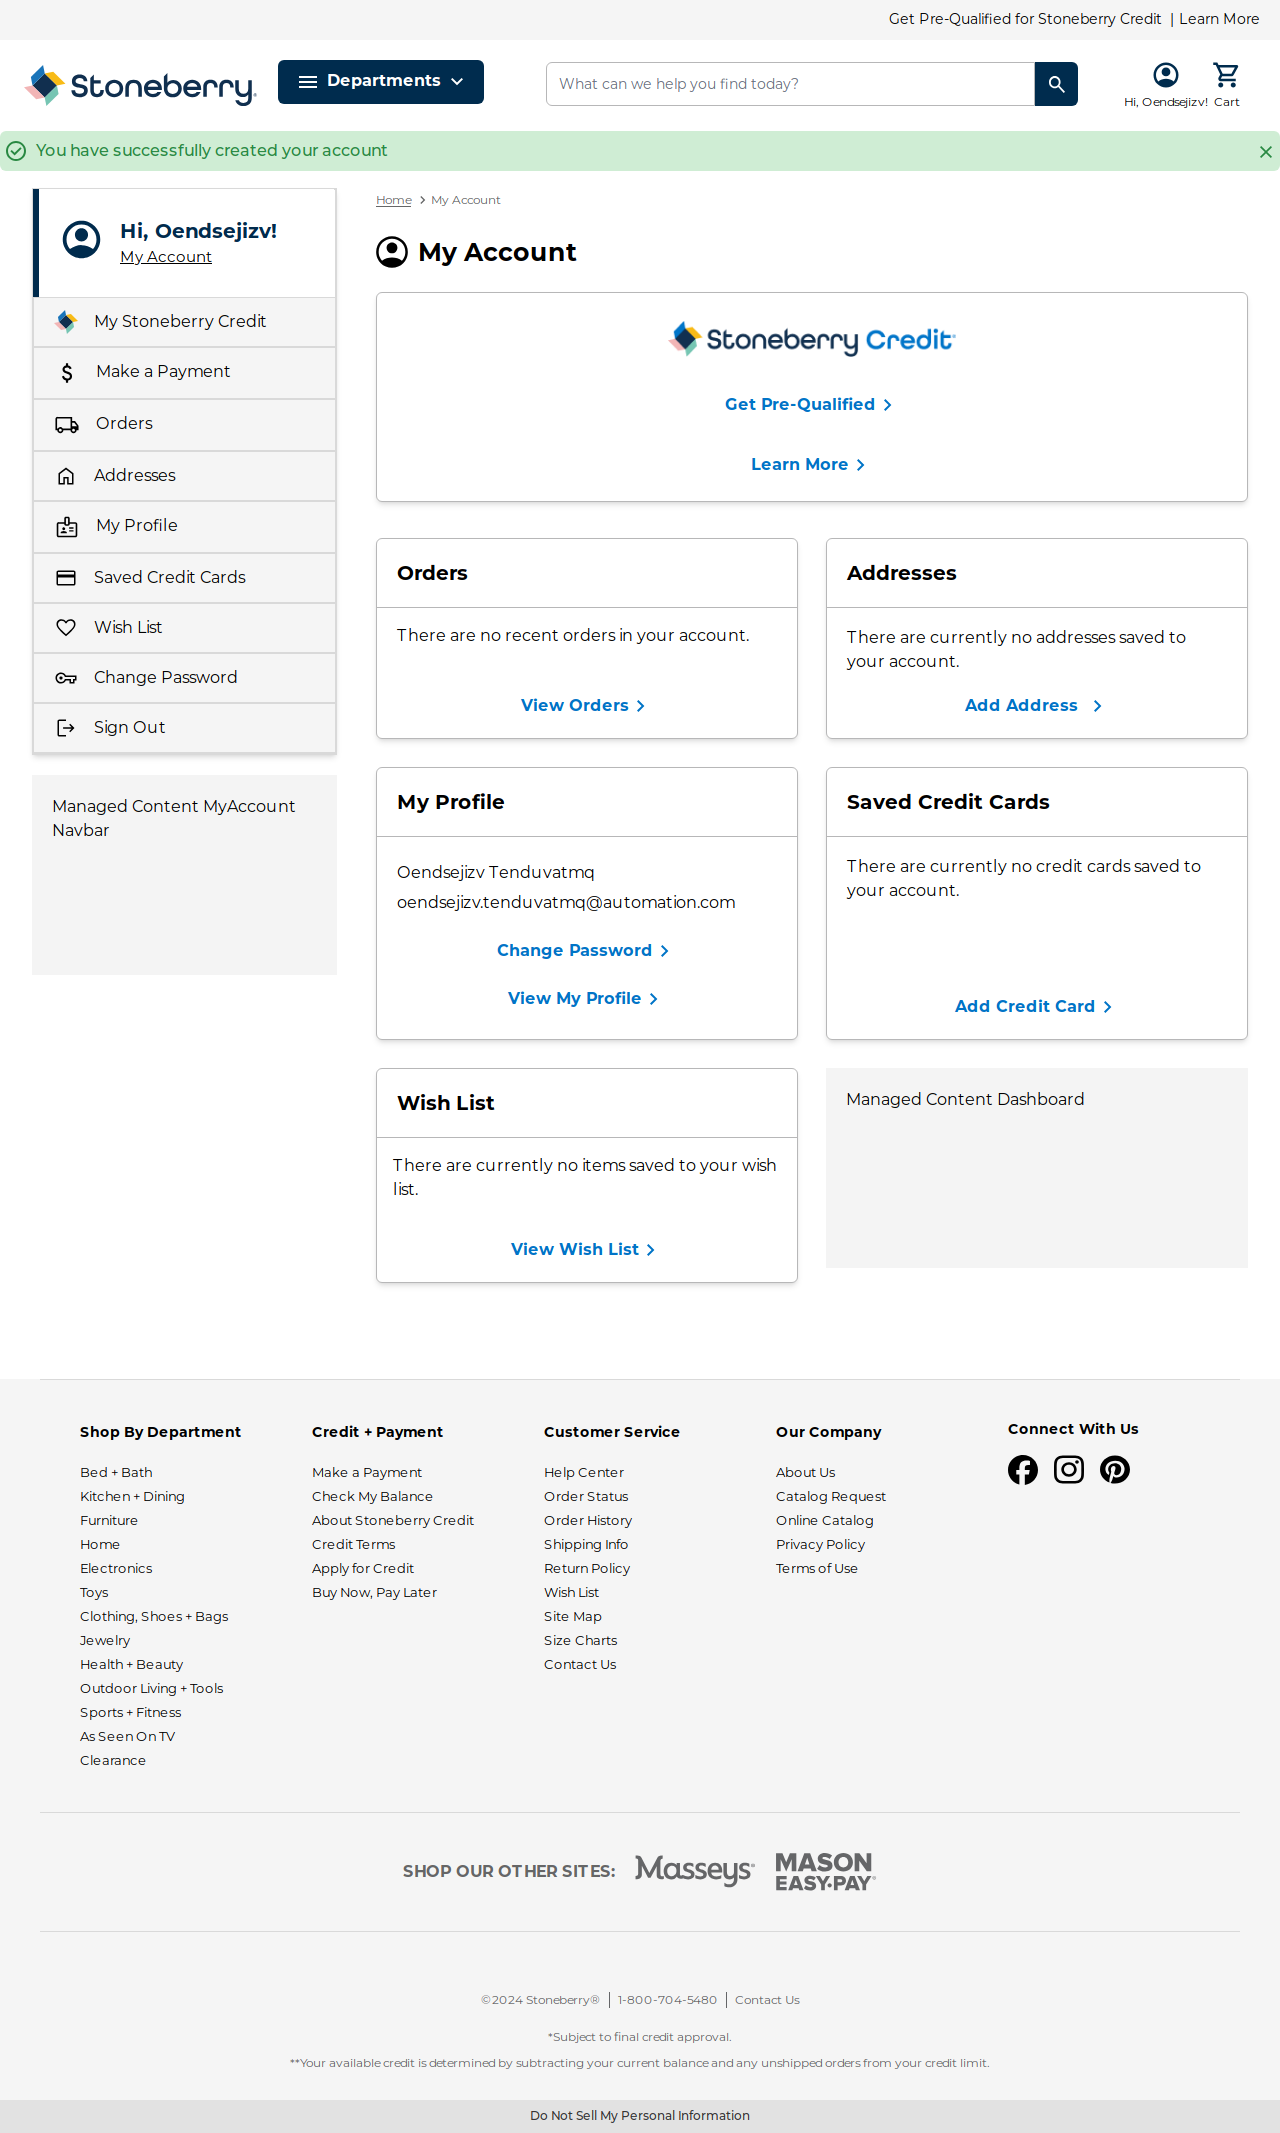 Get Pre-Qualified for Stoneberry Credit | Learn More
Stoneberry.
Departments
What can we help you find today?
Hi, Oendsejizv!
Cart
You have successfully created your account
Hi, Oendsejizv!
My Account
My Stoneberry Credit
Make a Payment
Orders
Addresses
My Profile
Saved Credit Cards
Wish List
Change Password
Sign Out
Managed Content MyAccount
Navbar
Home > My Account
My Account
Stoneberry Credit
Get Pre-Qualified
Learn More
Orders
There are no recent orders in your account.
View Orders
Addresses
There are currently no addresses saved to
your account.
Add Address
My Profile
Oendsejizv Tenduvatmq
oendsejizv.tenduvatmq@automation.com
Change Password
View My Profile
Saved Credit Cards
There are currently no credit cards saved to
your account.
Add Credit Card
Wish List
There are currently no items saved to your wish
list.
View Wish List
Managed Content Dashboard
Shop By Department
Bed + Bath
Kitchen + Dining
Furniture
Home
Electronics
Toys
Clothing, Shoes + Bags
Jewelry
Health + Beauty
Outdoor Living + Tools
Sports + Fitness
As Seen On TV
Clearance
Credit + Payment
Make a Payment
Check My Balance
About Stoneberry Credit
Credit Terms
Apply for Credit
Buy Now, Pay Later
Customer Service
Help Center
Order Status
Order History
Shipping Info
Return Policy
Wish List
Site Map
Size Charts
Contact Us
Our Company
About Us
Catalog Request
Online Catalog
Privacy Policy
Terms of Use
Connect With Us
SHOP OUR OTHER SITES:
Masseys
MASON
EASY•PAY
©2024 Stoneberry® | 1-800-704-5480 | Contact Us
*Subject to final credit approval.
**Your available credit is determined by subtracting your current balance and any unshipped orders from your credit limit.
Do Not Sell My Personal Information